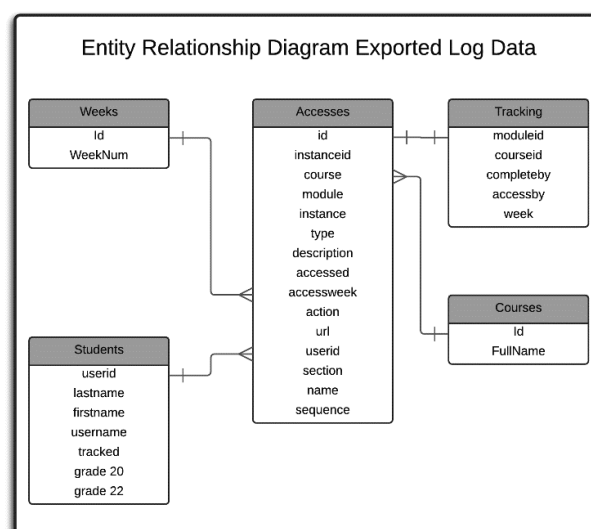 Entity Relationship Diagram Exported Log Data
Weeks
Id
WeekNum
Students
userid
lastname
firstname
username
tracked
grade 20
grade 22
Accesses
id
instanceid
course
module
instance
type
description
accessed
accessweek
action
url
userid
section
name
sequence
Tracking
moduleid
courseid
completeby
accessby
week
Courses
Id
FullName